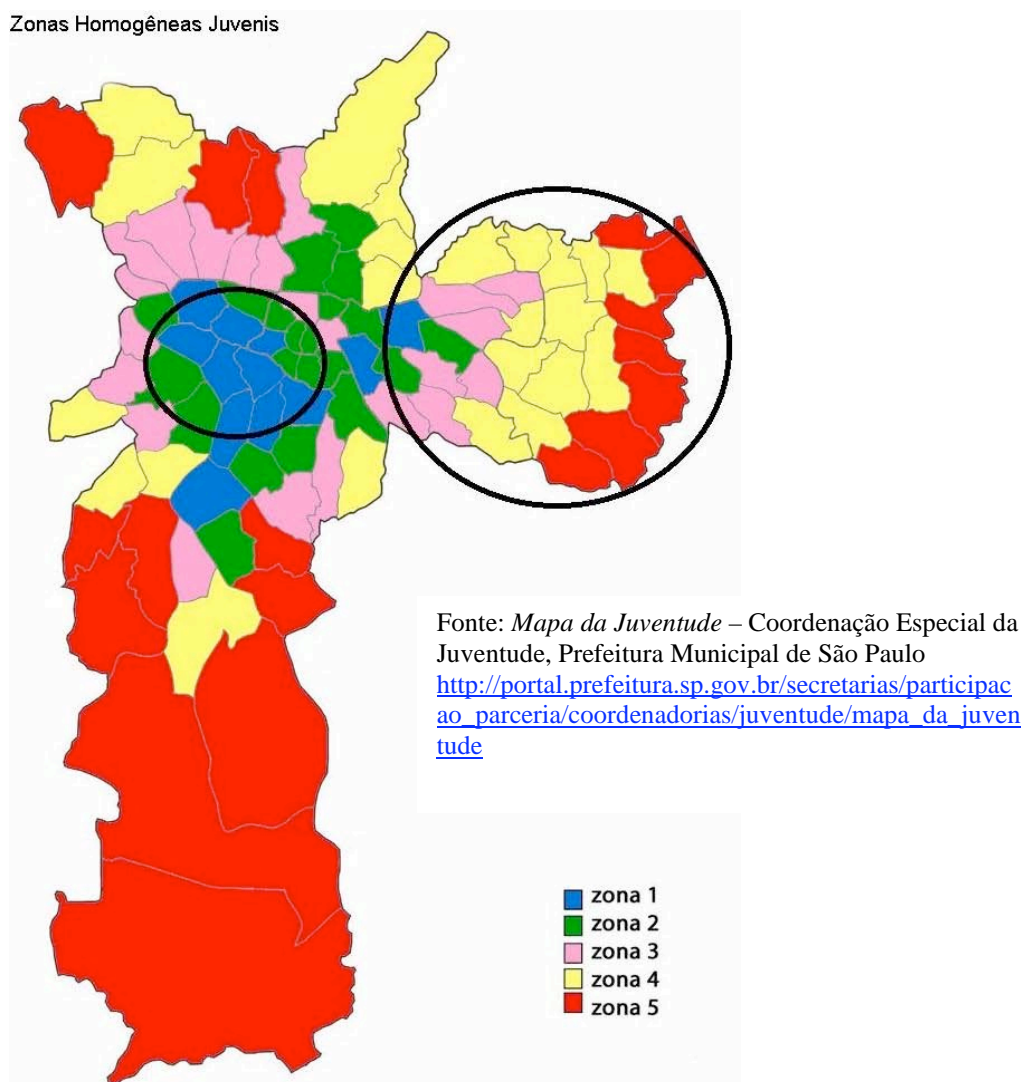 Zonas Homogêneas Juvenis
Fonte: Mapa da Juventude – Coordenação Especial da
Juventude, Prefeitura Municipal de São Paulo
http://portal.prefeitura.sp.gov.br/secretarias/participac
ao_parceria/coordenadorias/juventude/mapa_da_juven
tude
zona 1
zona 2
zona 3
zona 4
zona 5